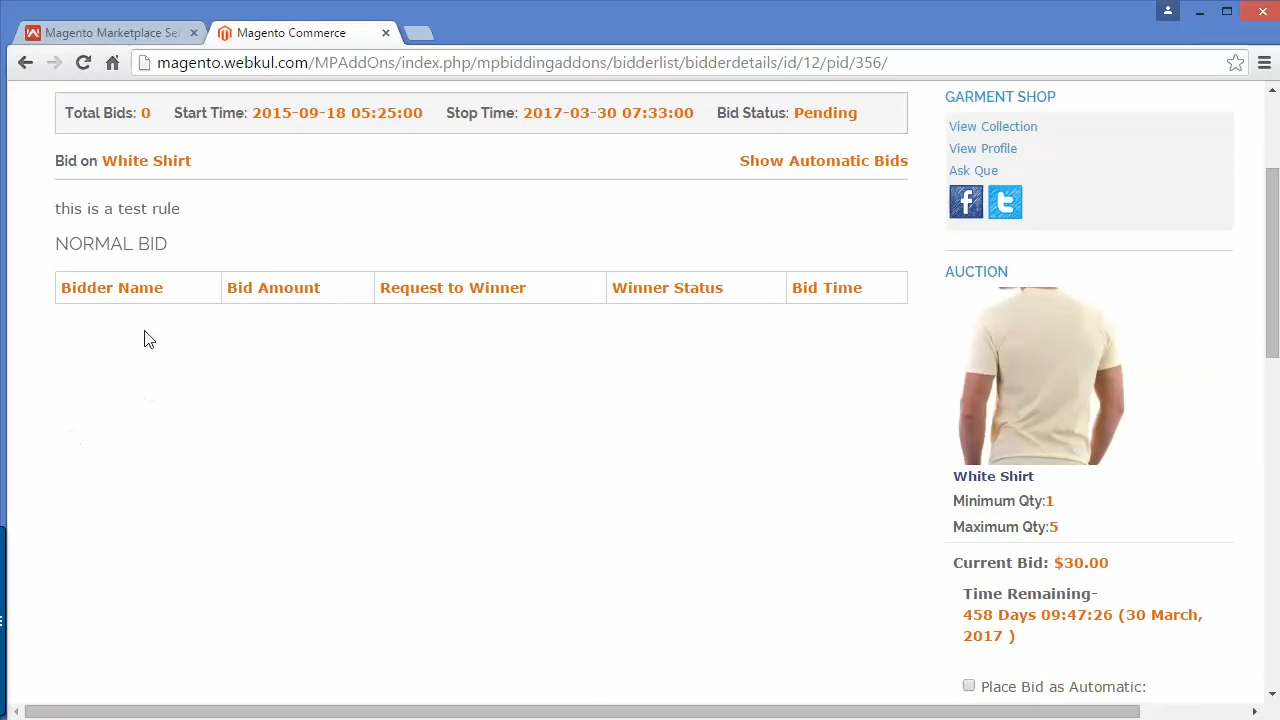 Magento Marketplace Se
Magento Commerce
magento.webkul.com/MPAddOns/index.php/mpbiddingaddons/bidderlist/bidderdetails/id/12/pid/356/
Total Bids: 0 Start Time: 2015-09-18 05:25:00 Stop Time: 2017-03-30 07:33:00 Bid Status: Pending
Bid on White Shirt
Show Automatic Bids
this is a test rule
NORMAL BID
Bidder Name Bid Amount Request to Winner Winner Status Bid Time
GARMENT SHOP
View Collection
View Profile
Ask Que
AUCTION
White Shirt
Minimum Qty:1
Maximum Qty:5
Current Bid: $30.00
Time Remaining-
458 Days 09:47:26 (30 March,
2017 )
Place Bid as Automatic: